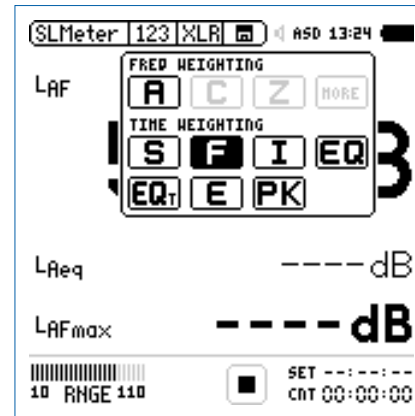 SLMeter 123 XLR ASD 13:24
LAF
FREQ WEIGHTING
A C Z MORE
TIME WEIGHTING
S F I EQ
EQT E PK
3
LAeq ----dB
LAFmax ----dB
SET --:--:--
10 RNGE 110
CNT 00:00:00